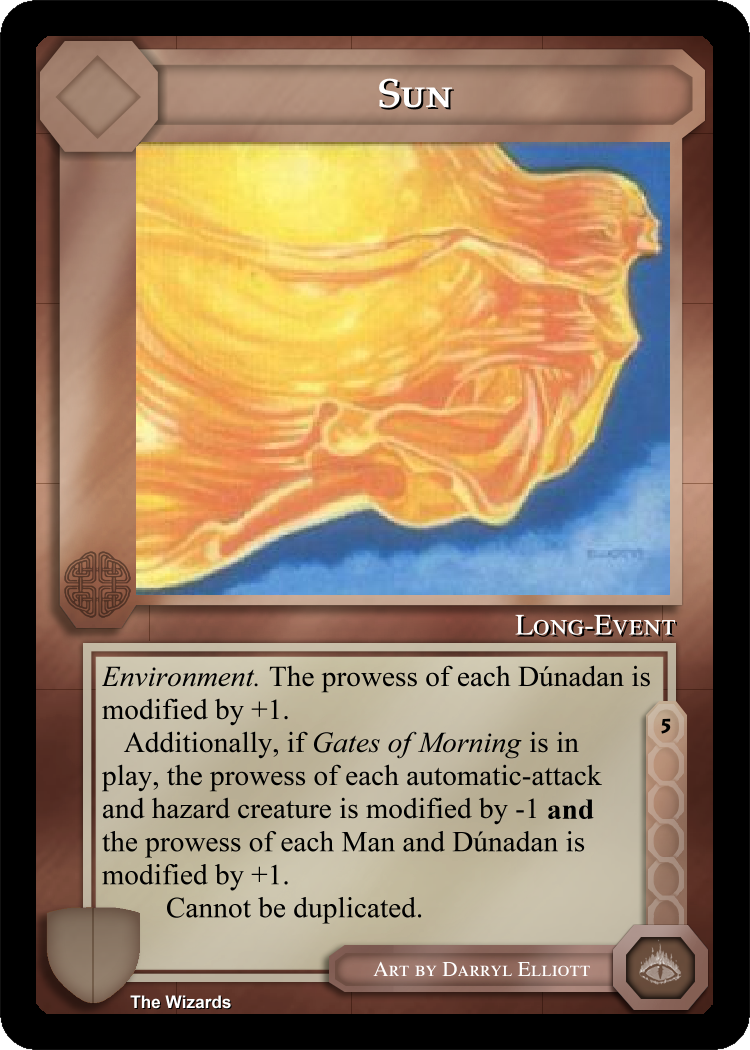 Sun
Long-Event
Environment. The prowess of each Dúnadan is
modified by +1.
Additionally, if Gates of Morning is in
play, the prowess of each automatic-attack
and hazard creature is modified by -1 and
the prowess of each Man and Dúnadan is
modified by +1.
Cannot be duplicated.
5
Art by Darryl Elliott
The Wizards